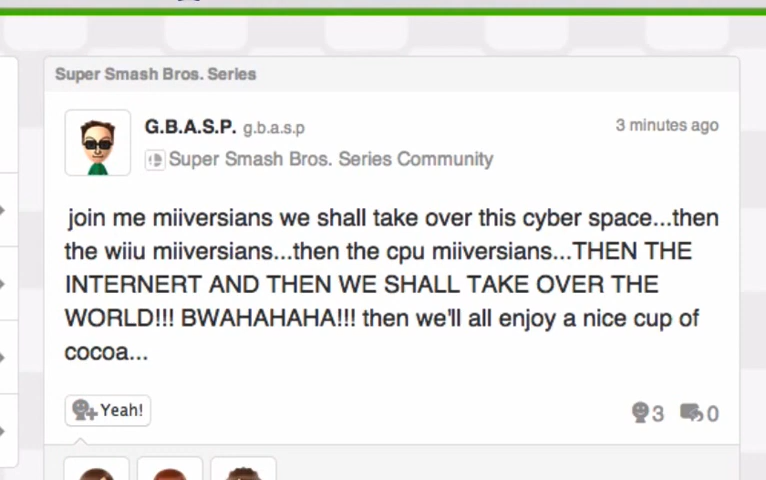 Super Smash Bros. Series
G.B.A.S.P. g.b.a.s.p
3 minutes ago
Super Smash Bros. Series Community
join me miiversians we shall take over this cyber space...then
the wiiu miiversians...then the cpu miiversians...THEN THE
INTERNERT AND THEN WE SHALL TAKE OVER THE
WORLD!!! BWAHAHAHA!!! then we'll all enjoy a nice cup of
cocoa...
Yeah!
3
0